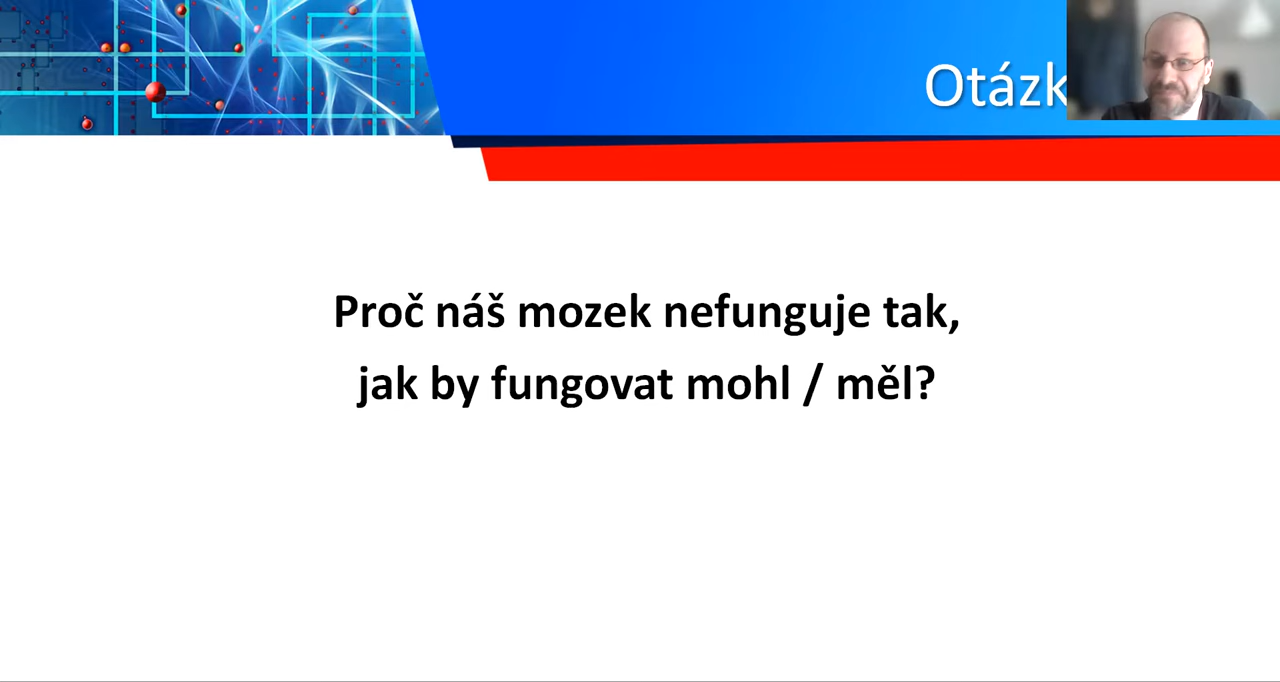 Otázk
Proč náš mozek nefunguje tak,
jak by fungovat mohl / měl?